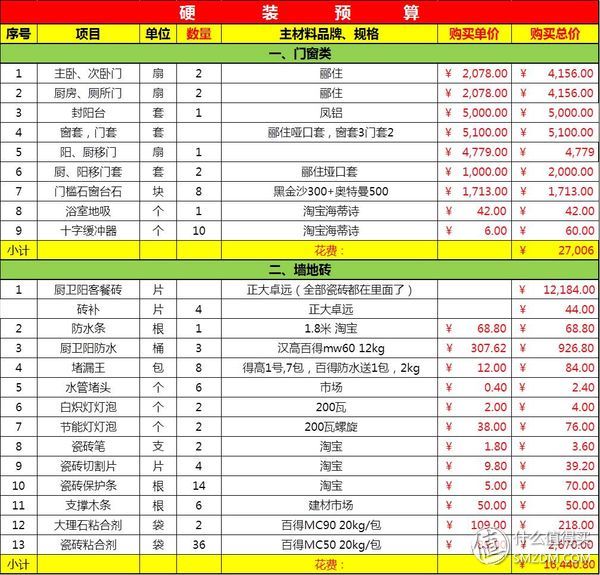 硬 装 预 算
序号 项目 单位 数量 主材料品牌、规格 购买单价 购买总价
一、门窗类
1 主卧、次卧门 扇 2 郦住 ¥ 2,078.00 ¥ 4,156.00
2 厨房、厕所门 扇 2 郦住 ¥ 2,078.00 ¥ 4,156.00
3 封阳台 套 1 凤铝 ¥ 5,000.00 ¥ 5,000.00
4 窗套，门套 套 郦住哑口套，窗套3门套2 ¥ 5,100.00 ¥ 5,100.00
5 阳、厨移门 扇 1 ¥ 4,779.00 ¥ 4,779
6 厨、阳移门套 套 2 郦住垭口套 ¥ 1,000.00 ¥ 2,000.00
7 门槛石窗台石 块 8 黑金沙300+奥特曼500 ¥ 1,713.00 ¥ 1,713.00
8 浴室地吸 个 1 淘宝海蒂诗 ¥ 42.00 ¥ 42.00
9 十字缓冲器 个 10 淘宝海蒂诗 ¥ 6.00 ¥ 60.00
小计 花费： ¥ 27,006
二、墙地砖
1 厨卫阳客餐砖 片 正大卓远（全部瓷砖都在里面了） ¥ 12,184.00
砖补 片 4 正大卓远 ¥ 44.00
2 防水条 根 1 1.8米 淘宝 ¥ 68.80 ¥ 68.80
3 厨卫阳防水 桶 3 汉高百得mw60 12kg ¥ 307.62 ¥ 926.80
4 堵漏王 包 8 得高1号,7包，百得防水送1包，2kg ¥ 12.00 ¥ 84.00
5 水管堵头 个 6 市场 ¥ 0.40 ¥ 2.40
6 白炽灯灯泡 个 2 200瓦 ¥ 2.00 ¥ 4.00
7 节能灯灯泡 个 2 200瓦螺旋 ¥ 38.00 ¥ 76.00
8 瓷砖笔 支 2 淘宝 ¥ 1.80 ¥ 3.60
9 瓷砖切割片 片 4 淘宝 ¥ 9.80 ¥ 39.20
10 瓷砖保护条 根 14 淘宝 ¥ 5.00 ¥ 70.00
11 支撑木条 根 6 建材市场 ¥ 50.00 ¥ 50.00
12 大理石粘合剂 袋 2 百得MC90 20kg/包 ¥ 109.00 ¥ 218.00
13 瓷砖粘合剂 袋 36 百得MC50 20kg/包 ¥ ¥ 2,670.00
小计 花费： ¥ 16,440.80
值 什么值得买
SMZDM.COM